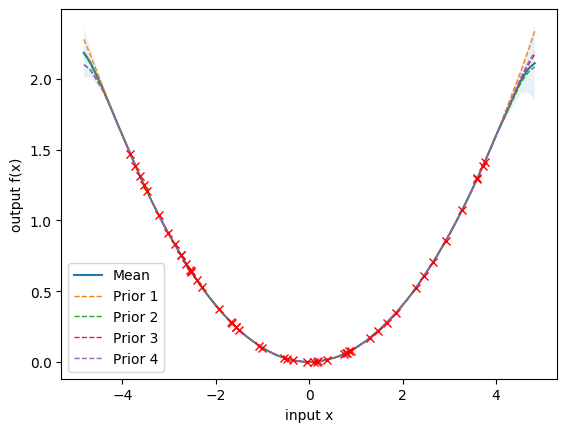 output f(x)
2.0
1.5
1.0
0.5
0.0
Mean
Prior 1
Prior 2
Prior 3
Prior 4
−4
−2
0
2
4
input x